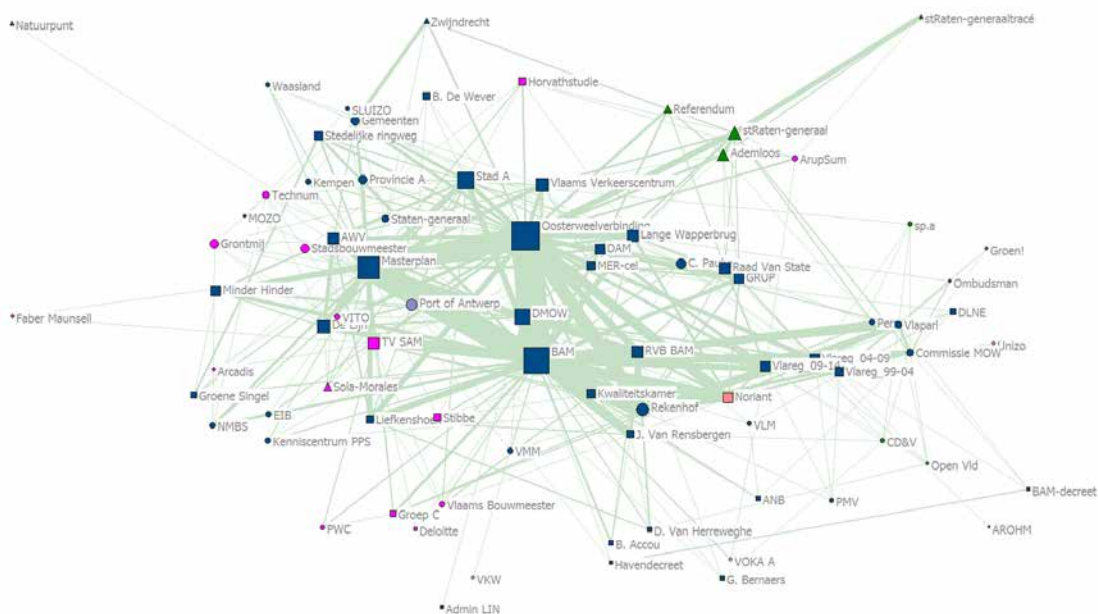 Natuurpunt
Zwijndrecht
stRaten-generaaltracé
Waasland
Horvathstudie
B. De Wever
SLUIZO
Gemeenten
Referendum
Stedelijke ringweg
stRaten-generaal
Ademloos
ArupSum
Kempen
Provincie A
Stad A
Vlaams Verkeerscentrum
Technum
MOZO
Staten-generaal
Oosterweelverbinding
sp.a
AWV
Lange Wapperbrug
Grontmij
Stadsbouwmeester
DAM
Groen!
Masterplan
MER-cel
Raad Van State
GRUP
Ombudsman
Minder Hinder
Port of Antwerp
DLNE
Faber Maunsell
VITO
DMOW
Vlaparl
De Lijn
TV SAM
Unizo
RVB BAM
Commissie MOW
BAM
Vlareg_04-09
Vlareg_09-14
Vlareg_99-04
Arcadis
Sola-Morales
Groene Singel
Kwaliteitskamer
Noriant
Rekenhof
EIB
Liefkenshoek
Stibbe
NMBS
VLM
Kenniscentrum PPS
J. Van Rensbergen
CD&V
VMM
Open Vld
BAM-decreet
Vlaams Bouwmeester
ANB
PMV
Groep C
PWC
Deloitte
D. Van Herreweghe
AROHM
B. Accou
Havendecreet
VOKA A
VKW
G. Bernaers
Admin LIN